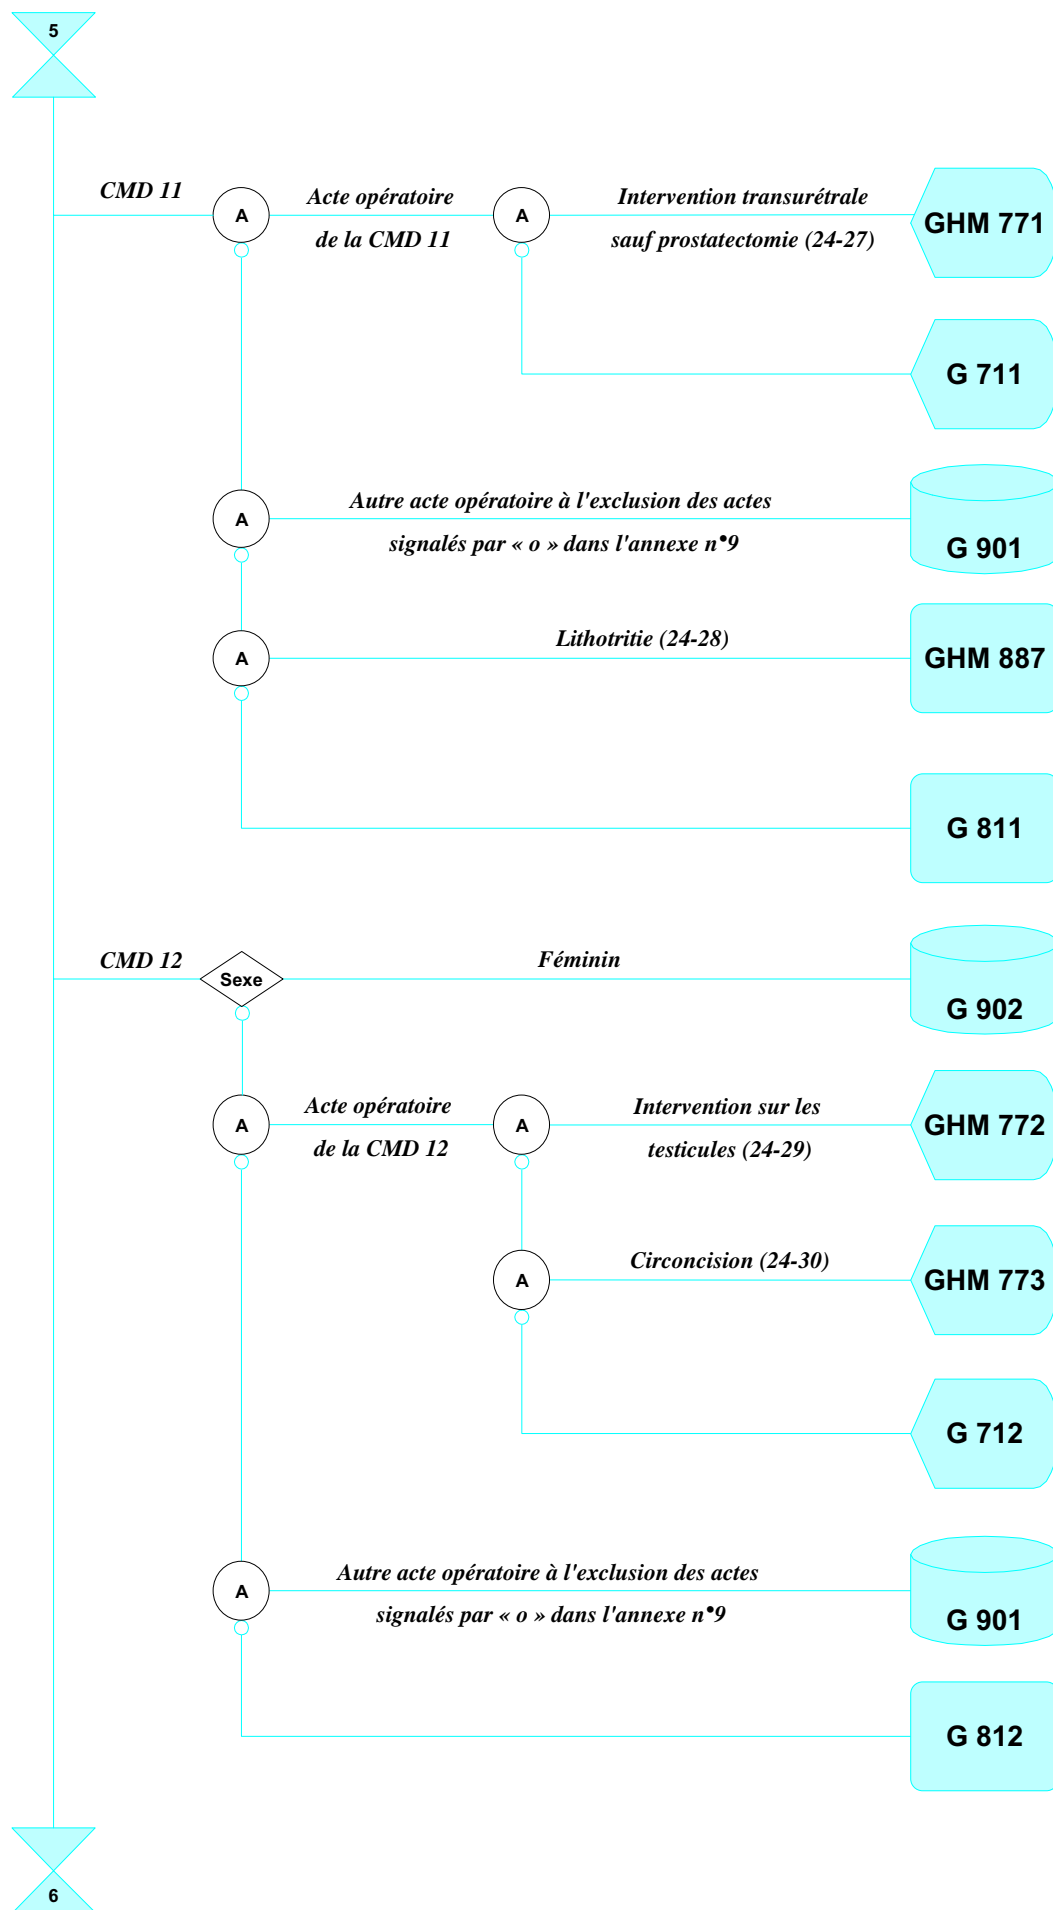 5
CMD 11
A
Acte opératoire
de la CMD 11
A
Intervention transurétrale
sauf prostatectomie (24-27)
GHM 771
G 711
A
Autre acte opératoire à l'exclusion des actes
signalés par « o » dans l'annexe n°9
G 901
A
Lithotritie (24-28)
GHM 887
G 811
CMD 12
Sexe
Féminin
G 902
A
Acte opératoire
de la CMD 12
A
Intervention sur les
testicules (24-29)
GHM 772
A
Circoncision (24-30)
GHM 773
G 712
A
Autre acte opératoire à l'exclusion des actes
signalés par « o » dans l'annexe n°9
G 901
G 812
6